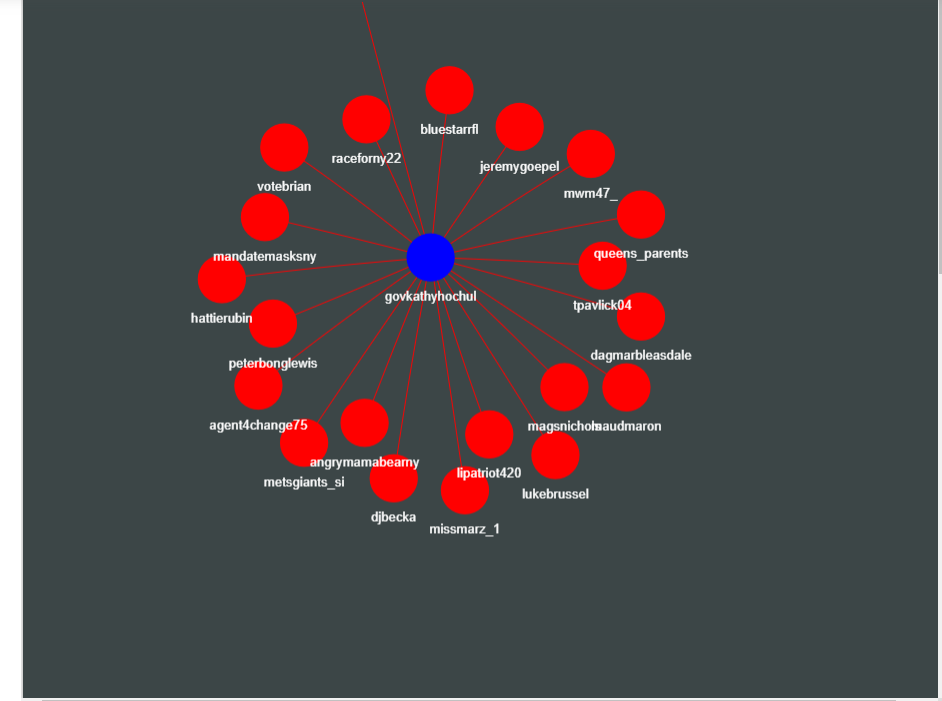 bluestarrfl
raceforny22
jeremygoepel
votebrian
mwm47_
mandatemasksny
queens_parents
govkathyhochul
tpavlick04
hattierubin
dagmarbleasdale
peterbonglewis
agent4change75
magsnichols
maudmaron
angrymamabearny
lipatriot420
metsgiants_si
lukebrussel
djbecka
missmarz_1